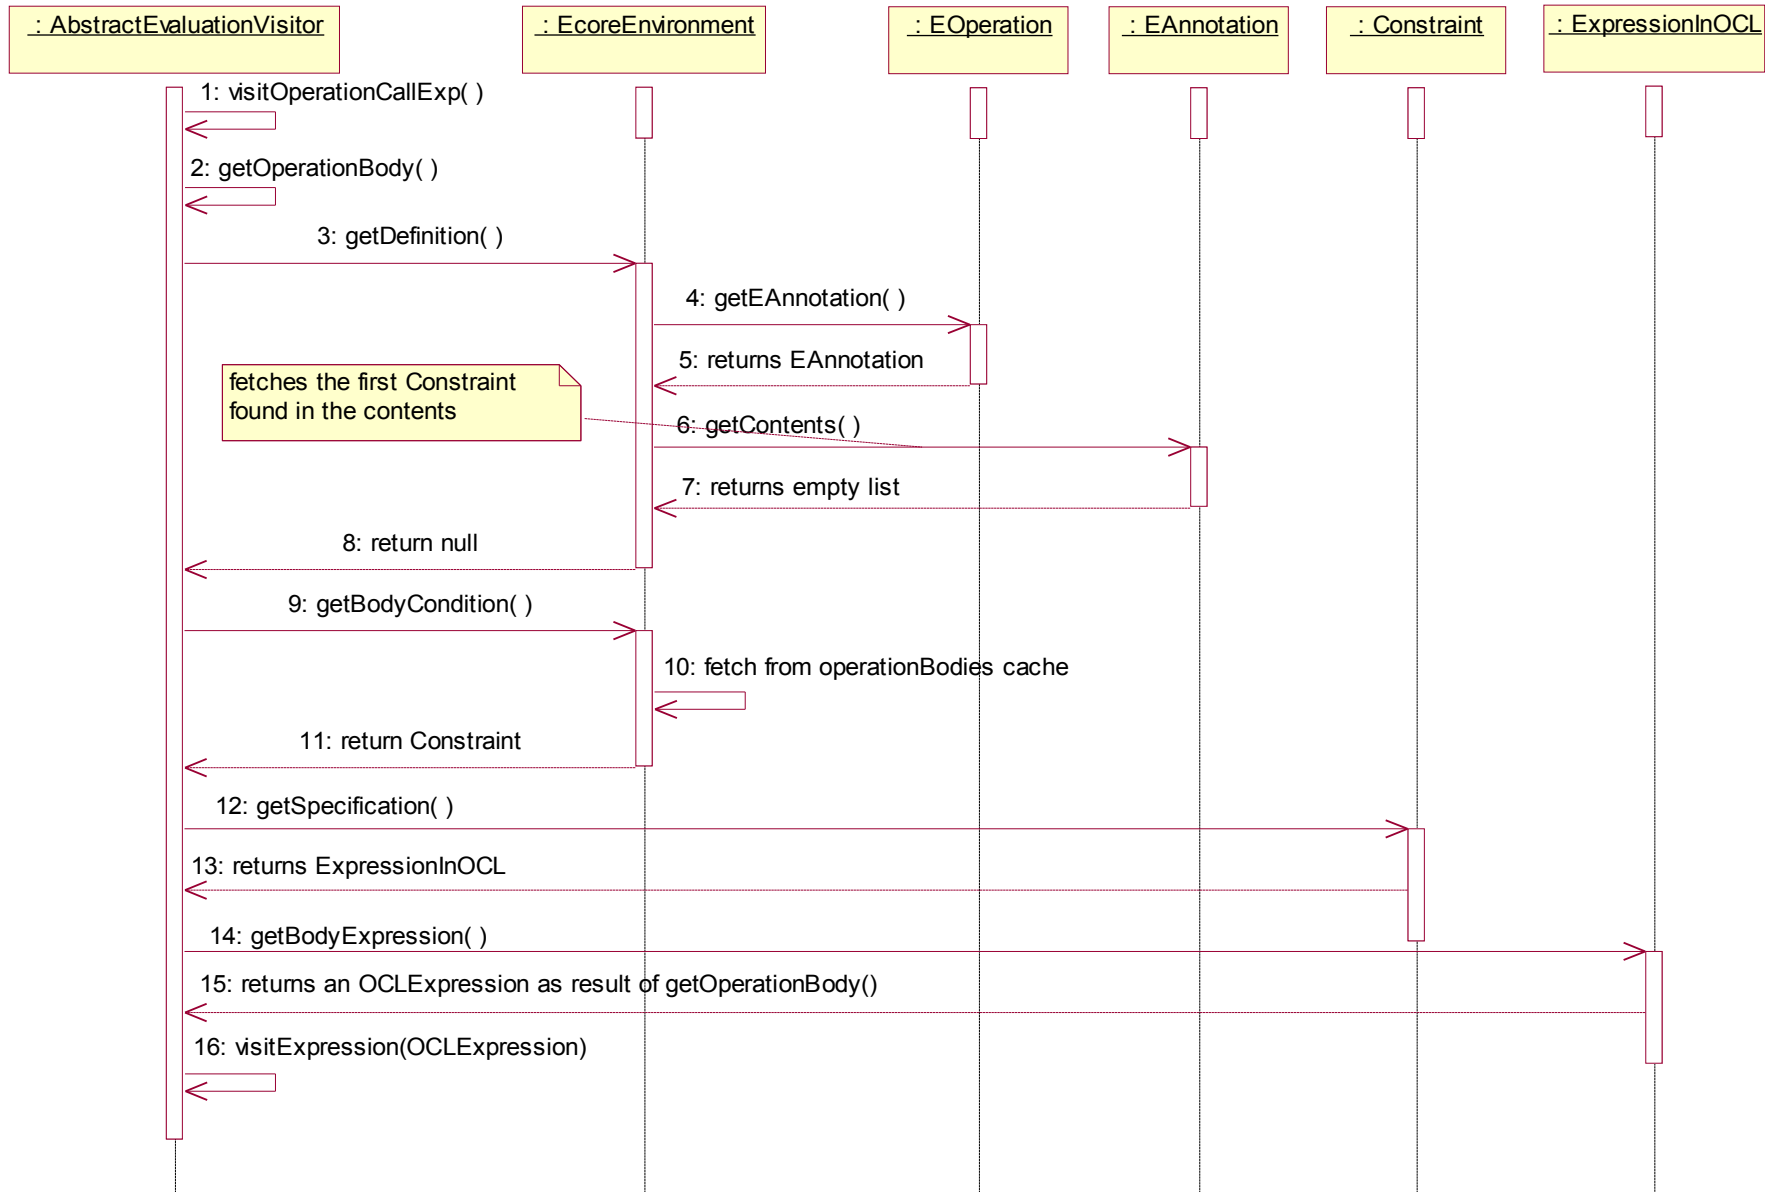 : AbstractEvaluationVisitor
: EcoreEnvironment
: EOperation
: EAnnotation
: Constraint
: ExpressionInOCL
1: visitOperationCallExp( )
2: getOperationBody( )
3: getDefinition( )
4: getEAnnotation( )
5: returns EAnnotation
fetches the first Constraint
found in the contents
6: getContents( )
7: returns empty list
8: return null
9: getBodyCondition( )
10: fetch from operationBodies cache
11: return Constraint
12: getSpecification( )
13: returns ExpressionInOCL
14: getBodyExpression( )
15: returns an OCLExpression as result of getOperationBody()
16: visitExpression(OCLExpression)